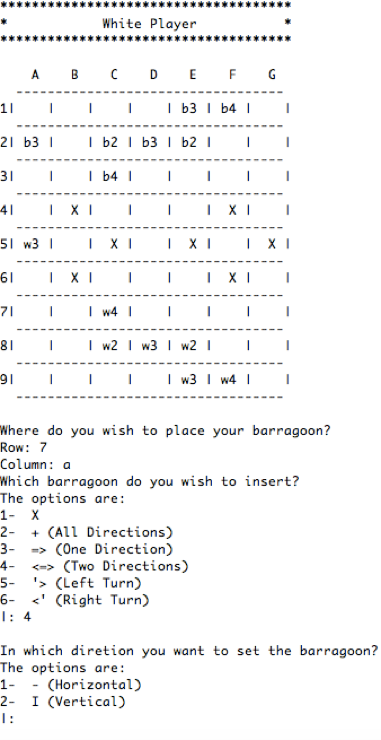 *************************************
*            White Player           *
*************************************
    A    B    C    D    E    F    G
  ----------------------------------
1|    |    |    |    | b3 | b4 |    |
  ----------------------------------
2| b3 |    | b2 | b3 | b2 |    |    |
  ----------------------------------
3|    |    | b4 |    |    |    |    |
  ----------------------------------
4|    | X |    |    |    | X |    |
  ----------------------------------
5| w3 |    | X |    | X |    | X |
  ----------------------------------
6|    | X |    |    |    | X |    |
  ----------------------------------
7|    |    | w4 |    |    |    |    |
  ----------------------------------
8|    |    | w2 | w3 | w2 |    |    |
  ----------------------------------
9|    |    |    |    | w3 | w4 |    |
  ----------------------------------
Where do you wish to place your barragoon?
Row: 7
Column: a
Which barragoon do you wish to insert?
The options are:
1-  X
2-  + (All Directions)
3-  => (One Direction)
4-  <=> (Two Directions)
5-  '> (Left Turn)
6-  <' (Right Turn)
|: 4
In which diretion you want to set the barragoon?
The options are:
1-  - (Horizontal)
2-  I (Vertical)
|: